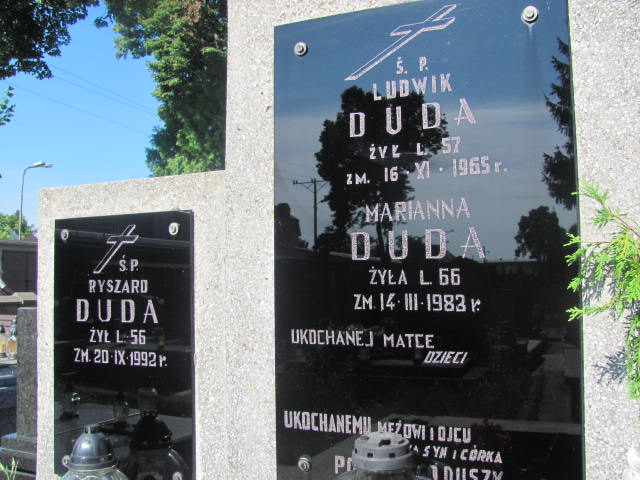 Ś. P.
RYSZARD
DUDA
ŻYŁ L. 56
ZM. 20·IX·1992 r.
Ś. P.
LUDWIK
DUDA
ŻYŁ L. 57
ZM. 16·XI·1965 r.
MARIANNA
DUDA
ŻYŁA L. 66
ZM. 14·III·1983 r.
UKOCHANEJ MATCE
DZIECI
UKOCHANEMU MĘŻOWI I OJCU
SYN I CÓRKA
DUSZY